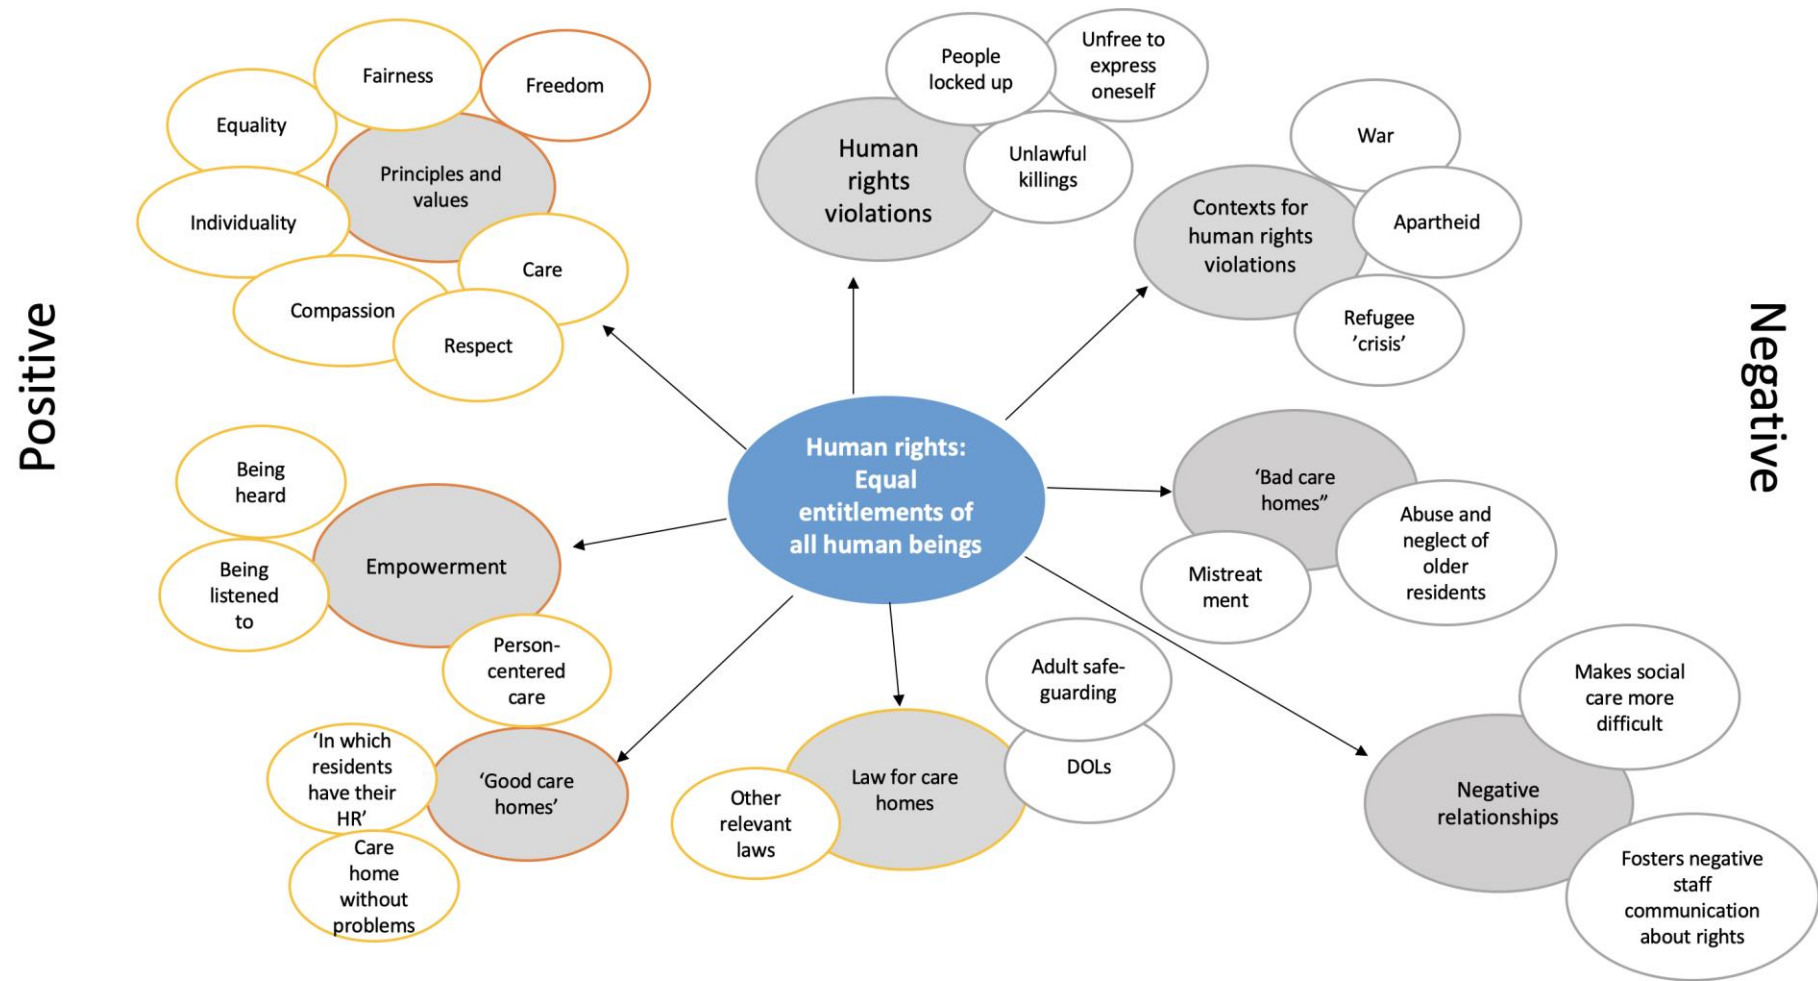 Positive
Negative
Fairness
Freedom
Equality
Principles and
values
Individuality
Care
Compassion
Respect
People
locked up
Unfree to
express
oneself
Human
rights
violations
Unlawful
killings
War
Contexts for
human rights
violations
Apartheid
Refugee
’crisis’
Human rights:
Equal
entitlements of
all human beings
Being
heard
Empowerment
Being
listened
to
Person-
centered
care
‘Bad care
homes”
Abuse and
neglect of
older
residents
Mistreat
ment
‘In which
residents
have their
HR’
‘Good care
homes’
Care
home
without
problems
Adult safe-
guarding
Law for care
homes
DOLs
Other
relevant
laws
Makes social
care more
difficult
Negative
relationships
Fosters negative
staff
communication
about rights